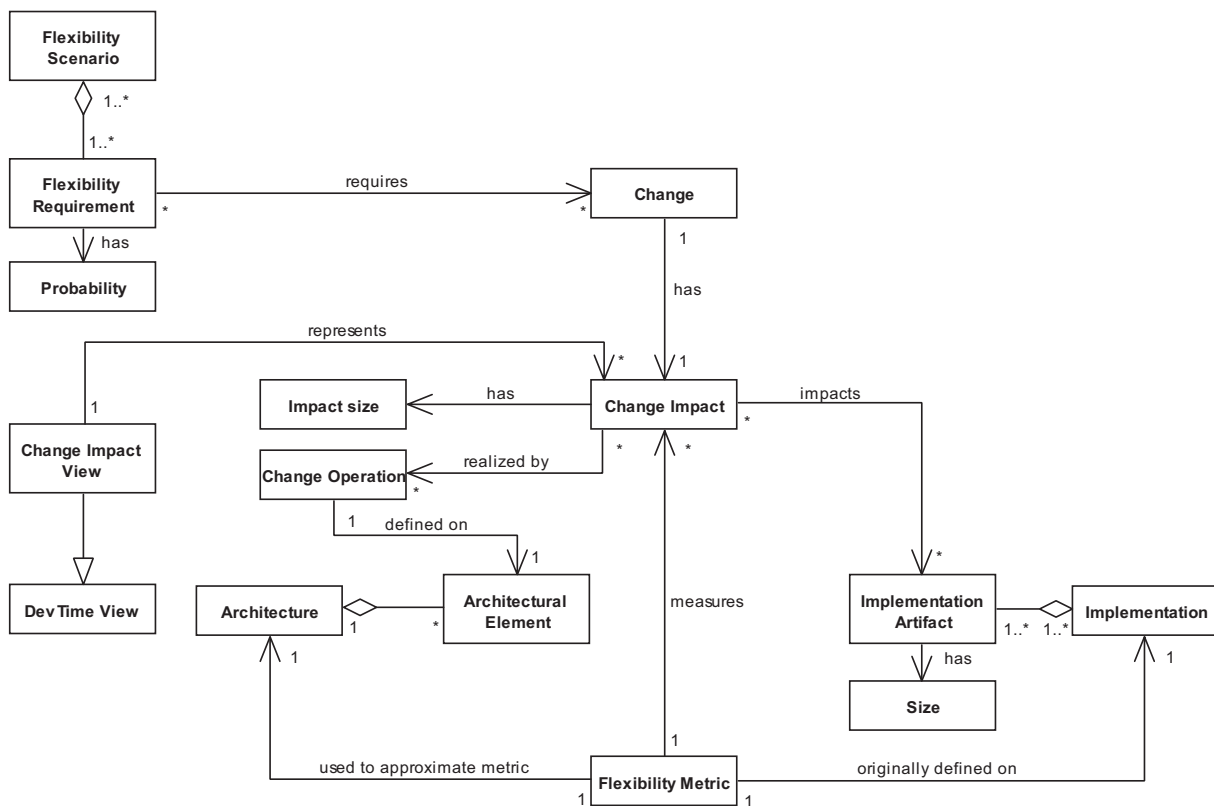 Flexibility
Scenario
1..*
1..*
Flexibility
Requirement
*
requires
*
Change
has
Probability
1
has
1
represents
*
1
Change Impact
View
Impact size
has
Change Impact
*
impacts
*
*
Change Operation
*
realized by
*
1
defined on
1
DevTime View
Architecture
1
*
Architectural
Element
measures
Implementation
Artifact
1..*
1..*
Implementation
1
has
1
Size
1
used to approximate metric
1
Flexibility Metric
1
originally defined on